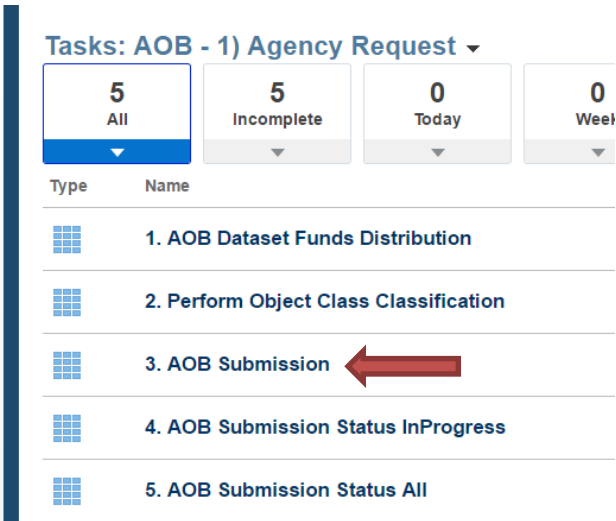 Tasks: AOB - 1) Agency Request
5 5 0 0
All Incomplete Today
Type Name
1. AOB Dataset Funds Distribution
2. Perform Object Class Classification
3. AOB Submission
4. AOB Submission Status InProgress
5. AOB Submission Status All